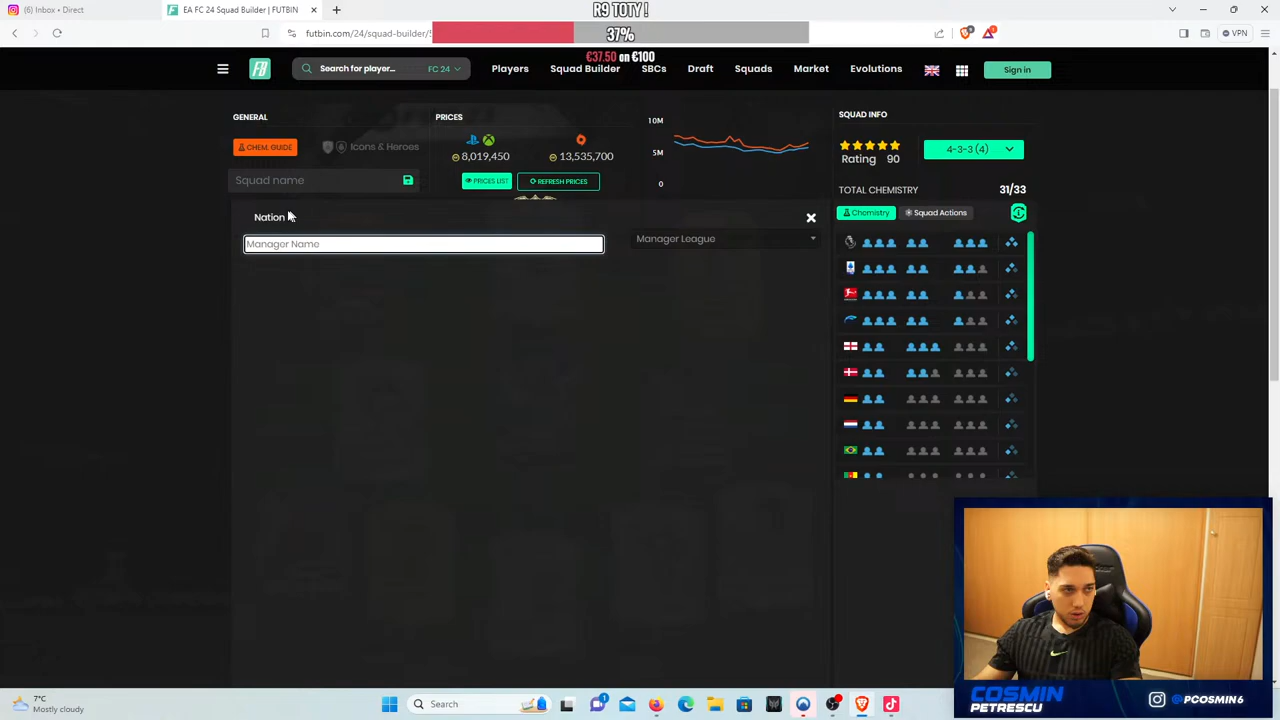 (6) Inbox • Direct
EA FC 24 Squad Builder | FUTBIN
R9 TOTY !
futbin.com/24/squad-builder/
37%
VPN
€37.50 on €100
Search for player...
FC 24
Players
Squad Builder
SBCs
Draft
Squads
Market
Evolutions
Sign in
GENERAL
PRICES
10M
SQUAD INFO
CHEM. GUIDE
Icons & Heroes
8,019,450
13,535,700
5M
Rating 90
4-3-3 (4)
Squad name
PRICES LIST
REFRESH PRICES
0
TOTAL CHEMISTRY
31/33
Chemistry
Squad Actions
Nation
Manager Name
Manager League
COSMIN
PETRESCU
@PCOSMIN6
7°C
Mostly cloudy
Search
1